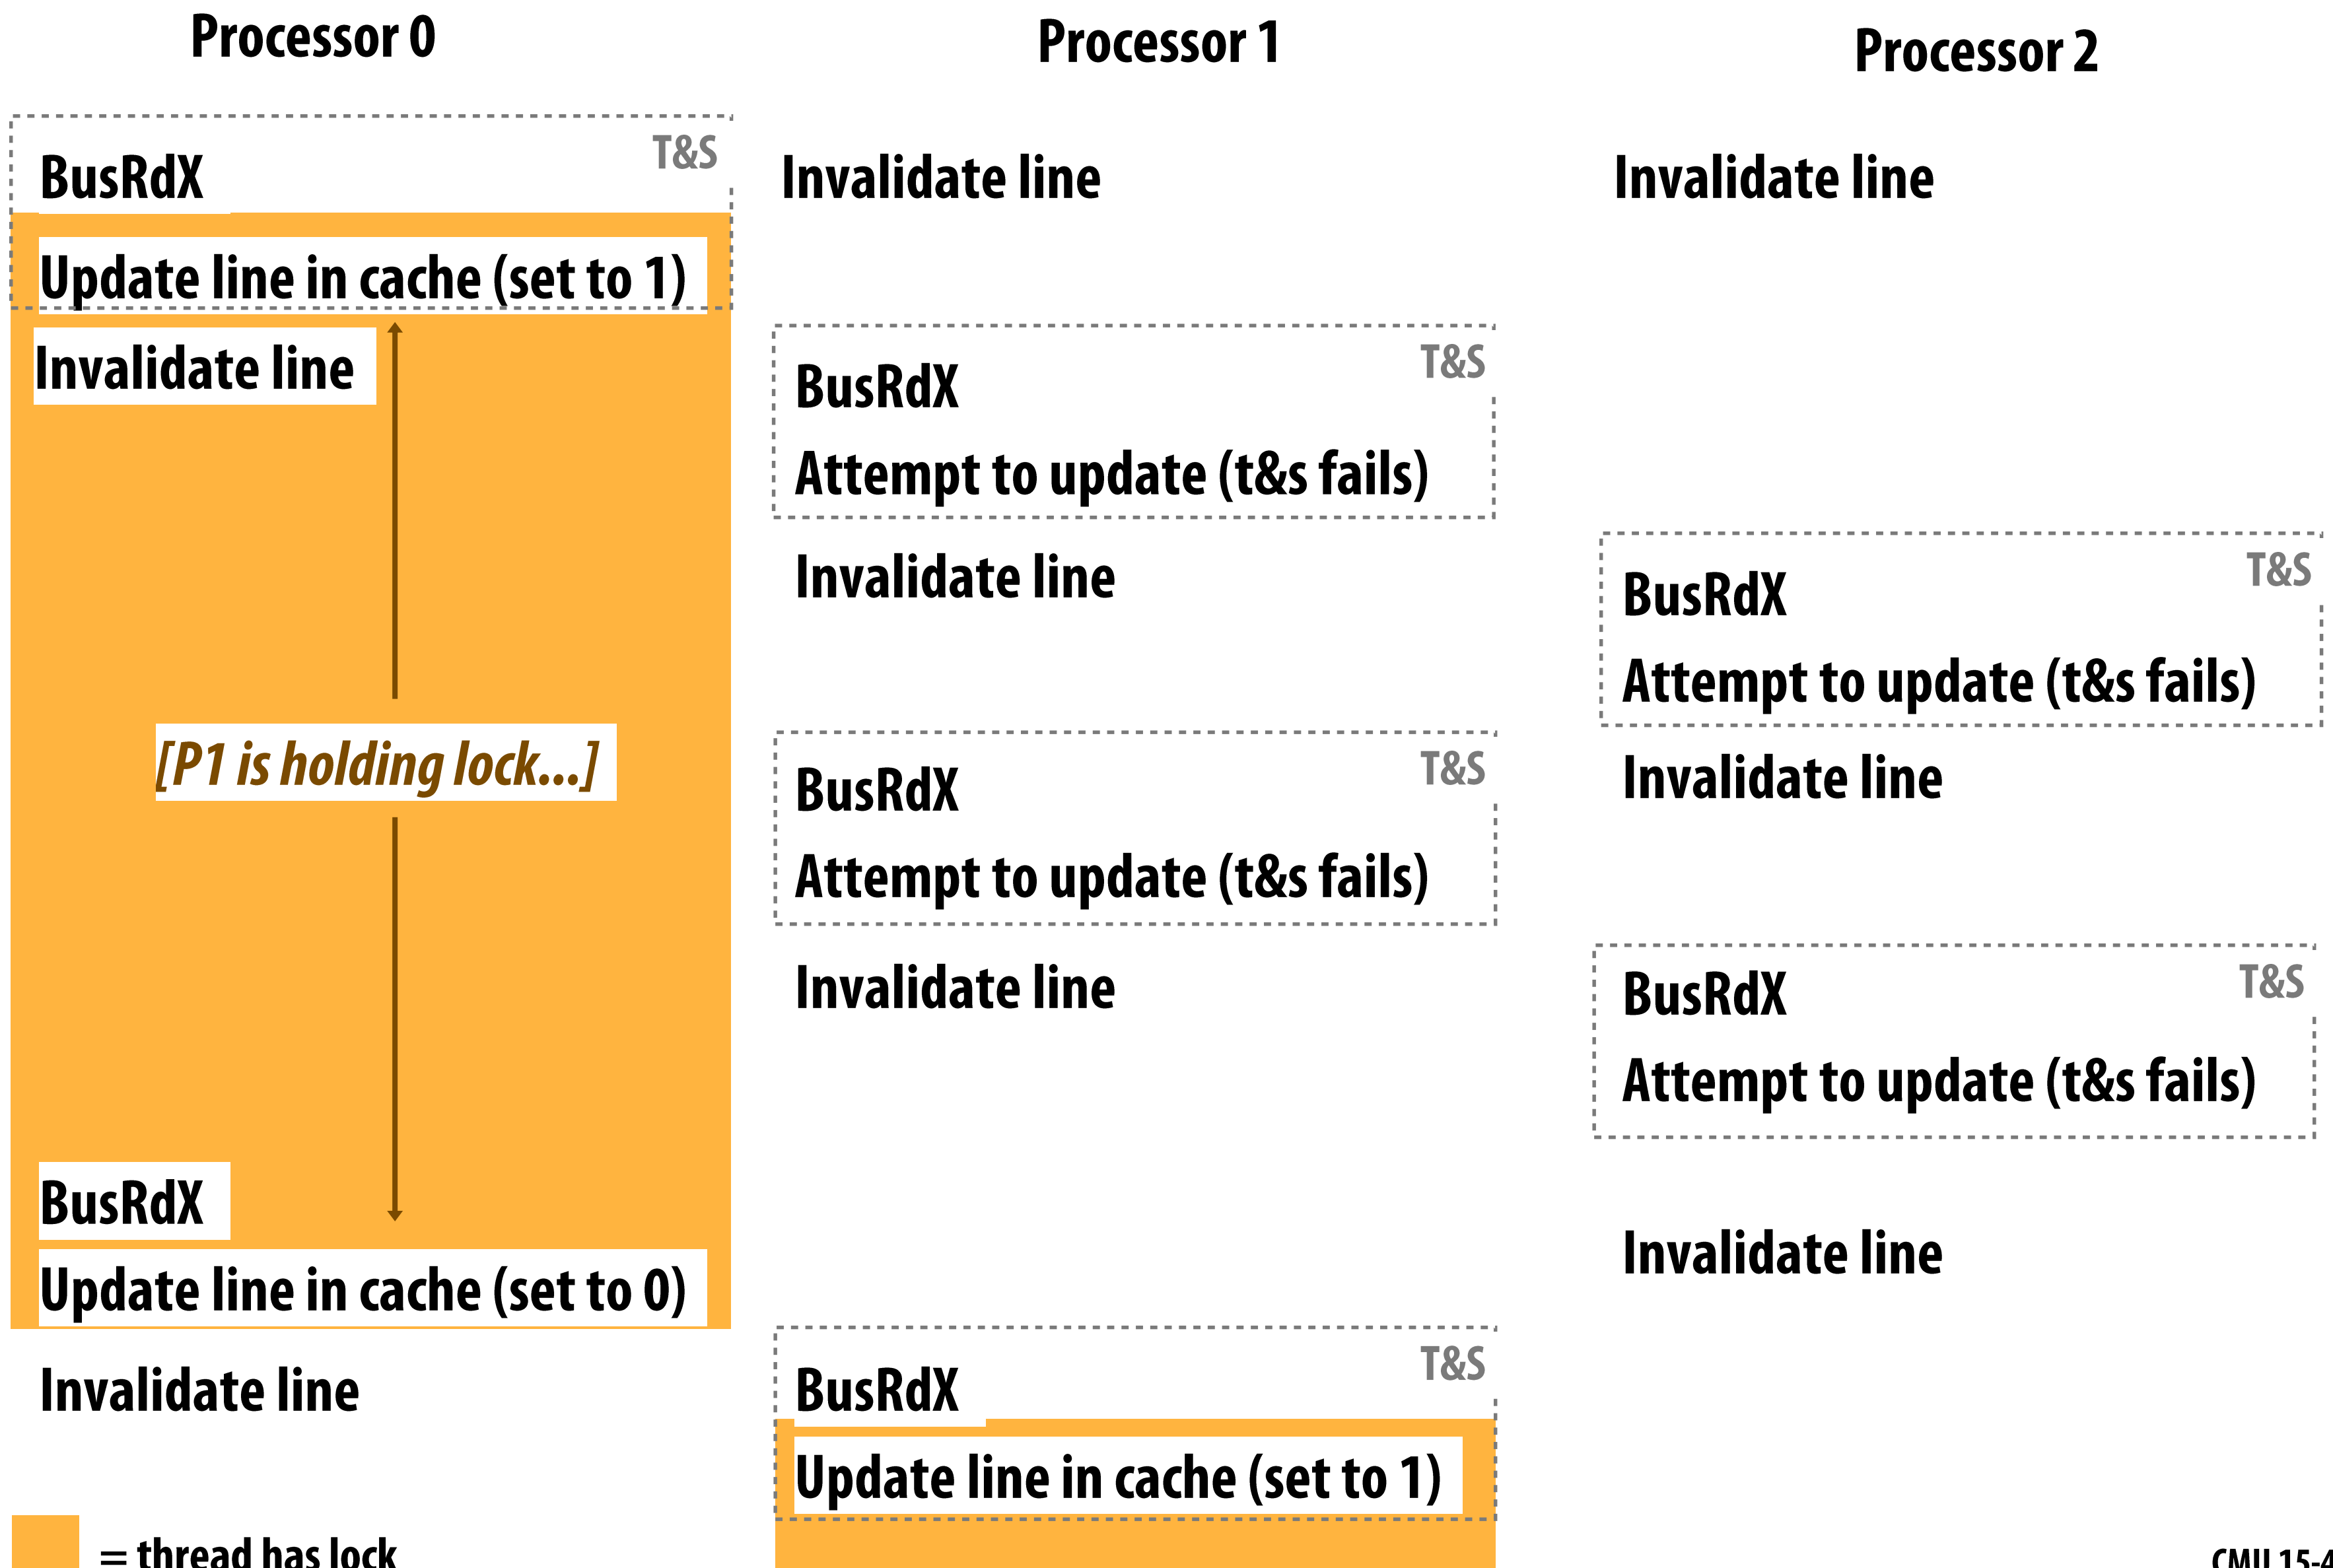 Processor 0
BusRdX
T&S
Update line in cache (set to 1)
Invalidate line
[P1 is holding lock...]
BusRdX
Update line in cache (set to 0)
Invalidate line
= thread has lock
Processor 1
Invalidate line
T&S
BusRdX
Attempt to update (t&s fails)
Invalidate line
T&S
BusRdX
Attempt to update (t&s fails)
Invalidate line
T&S
BusRdX
Update line in cache (set to 1)
Processor 2
Invalidate line
T&S
BusRdX
Attempt to update (t&s fails)
Invalidate line
T&S
BusRdX
Attempt to update (t&s fails)
Invalidate line
CMU 15-4